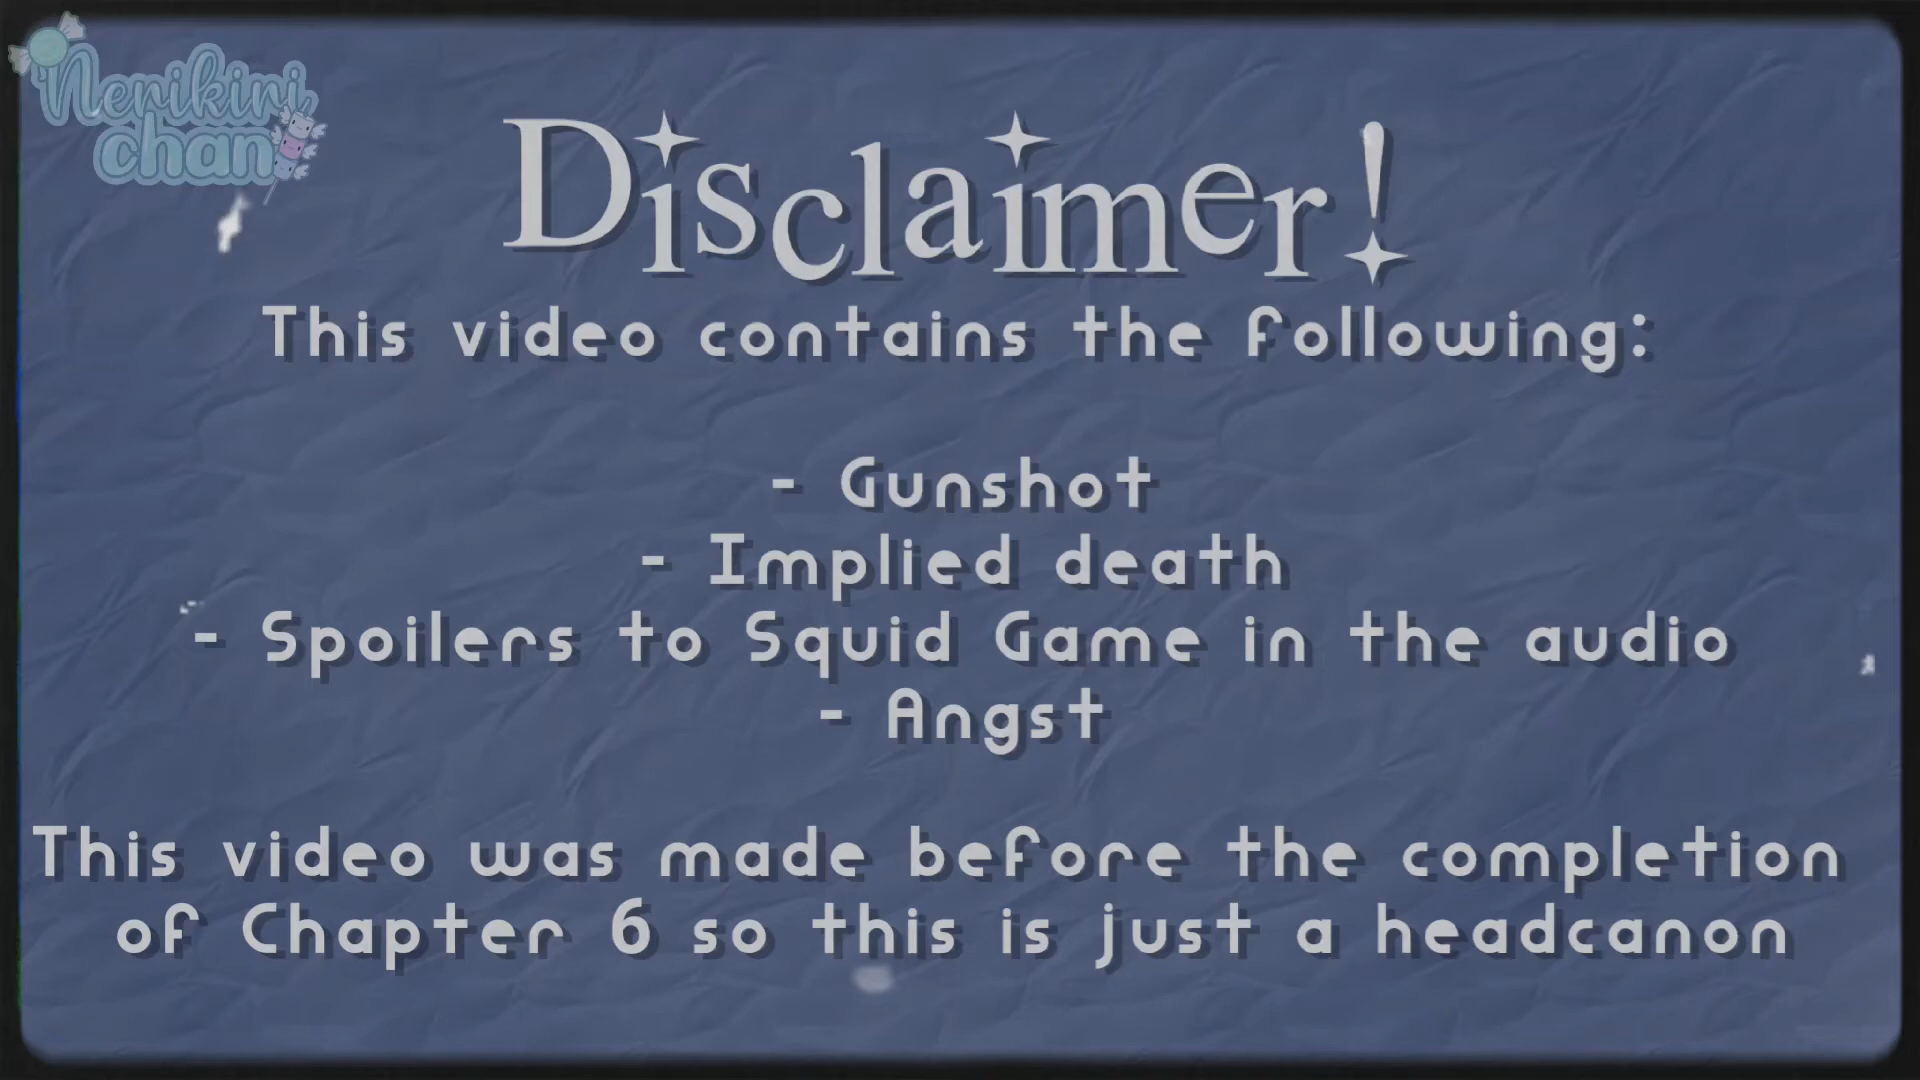 Nerikiri
chan
Disclaimer!
This video contains the following:
- Gunshot
- Implied death
- Spoilers to Squid Game in the audio
- Angst
This video was made before the completion
of Chapter 6 so this is just a headcanon